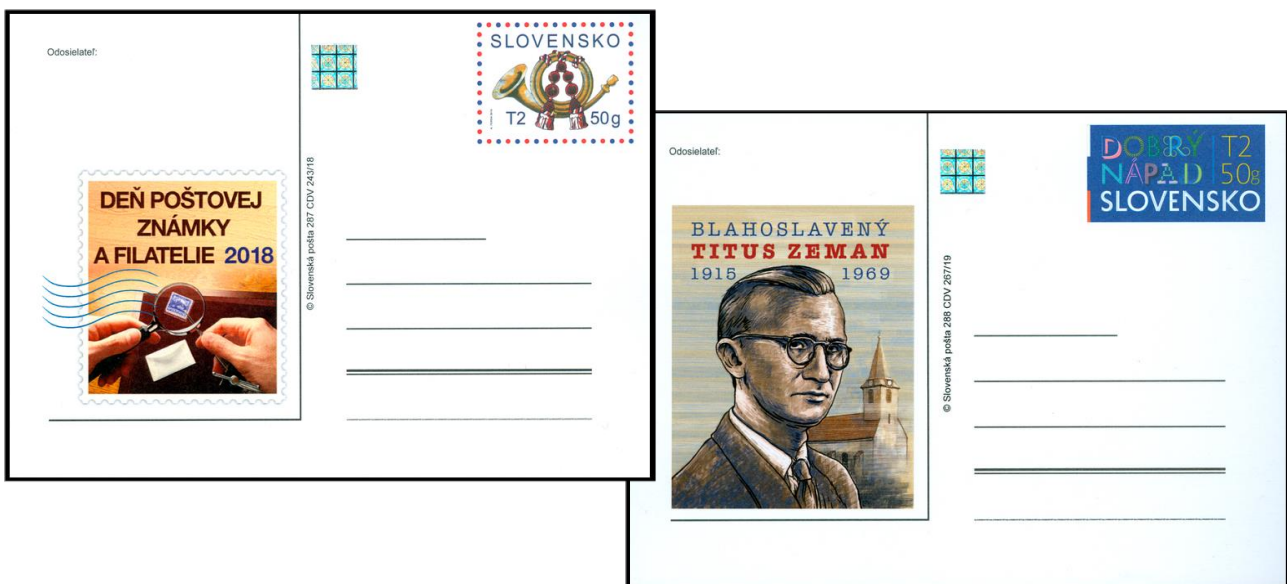 Odosielateľ:
SLOVENSKO
T2 50g
DEŇ POŠTOVEJ
ZNÁMKY
A FILATELIE 2018
© Slovenská pošta 287 CDV 243/18
Odosielateľ:
DOBRÝ T2
NÁPAD 50g
SLOVENSKO
BLAHOSLAVENÝ
TITUS ZEMAN
1915 1969
© Slovenská pošta 288 CDV 267/19